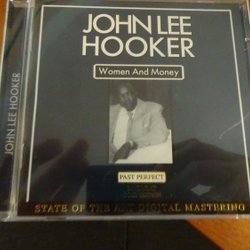 JOHN LEE
HOOKER
Women And Money
PAST PERFECT
STATE OF THE ART DIGITAL MASTERING
JOHN LEE HOOKER